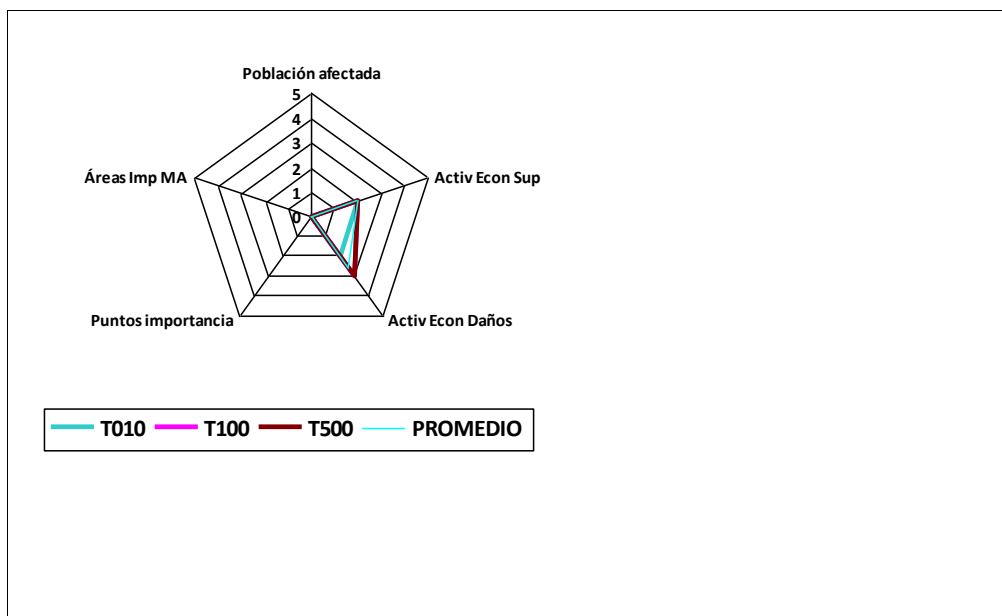 Población afectada
5
4
3
2
1
0
Áreas Imp MA
Activ Econ Sup
Puntos importancia
Activ Econ Daños
T010 T100 T500 PROMEDIO